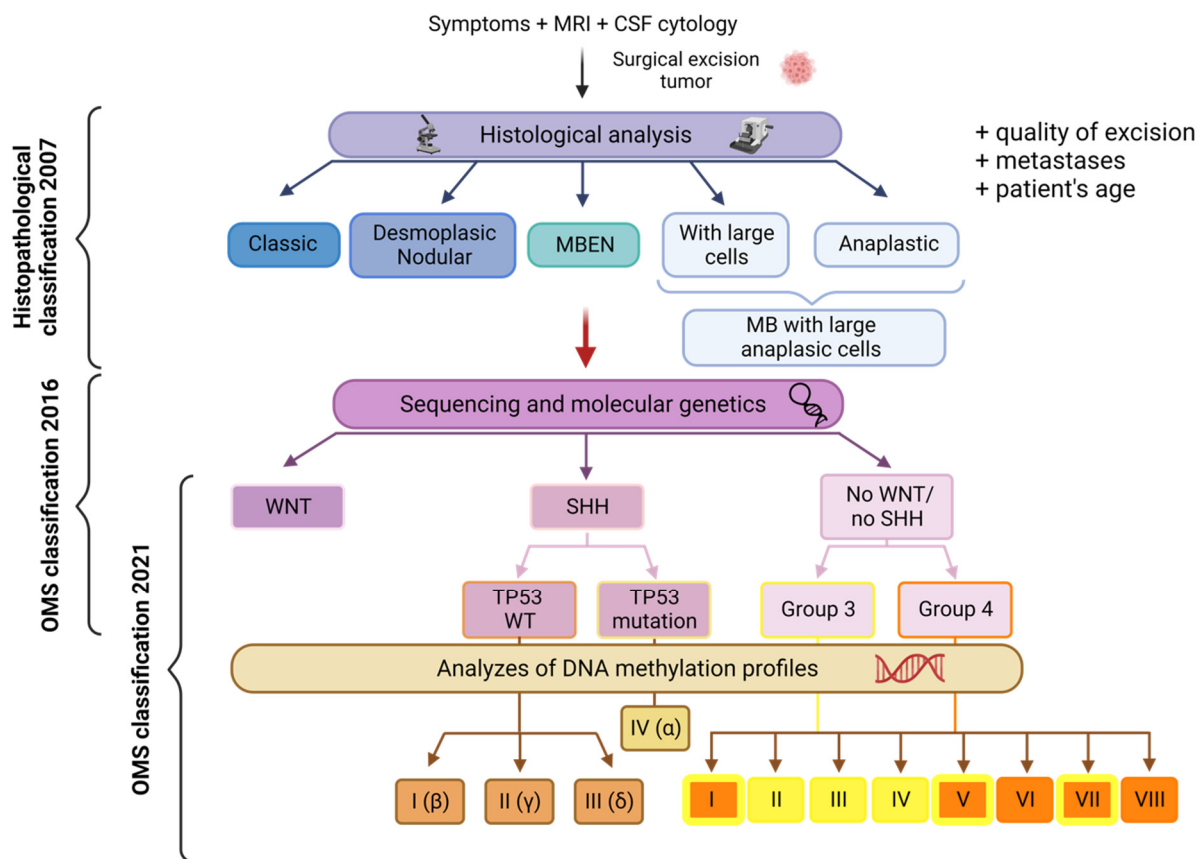 Symptoms + MRI + CSF cytology
Surgical excision
tumor
Histological analysis
+ quality of excision
+ metastases
+ patient's age
Histopathological
classification 2007
Classic
Desmoplasic
Nodular
MBEN
With large
cells
Anaplastic
MB with large
anaplasic cells
OMS classification 2016
Sequencing and molecular genetics
WNT
SHH
No WNT/
no SHH
OMS classification 2021
TP53
WT
TP53
mutation
Group 3
Group 4
Analyzes of DNA methylation profiles
IV (α)
I (β)
II (γ)
III (δ)
I
II
III
IV
V
VI
VII
VIII